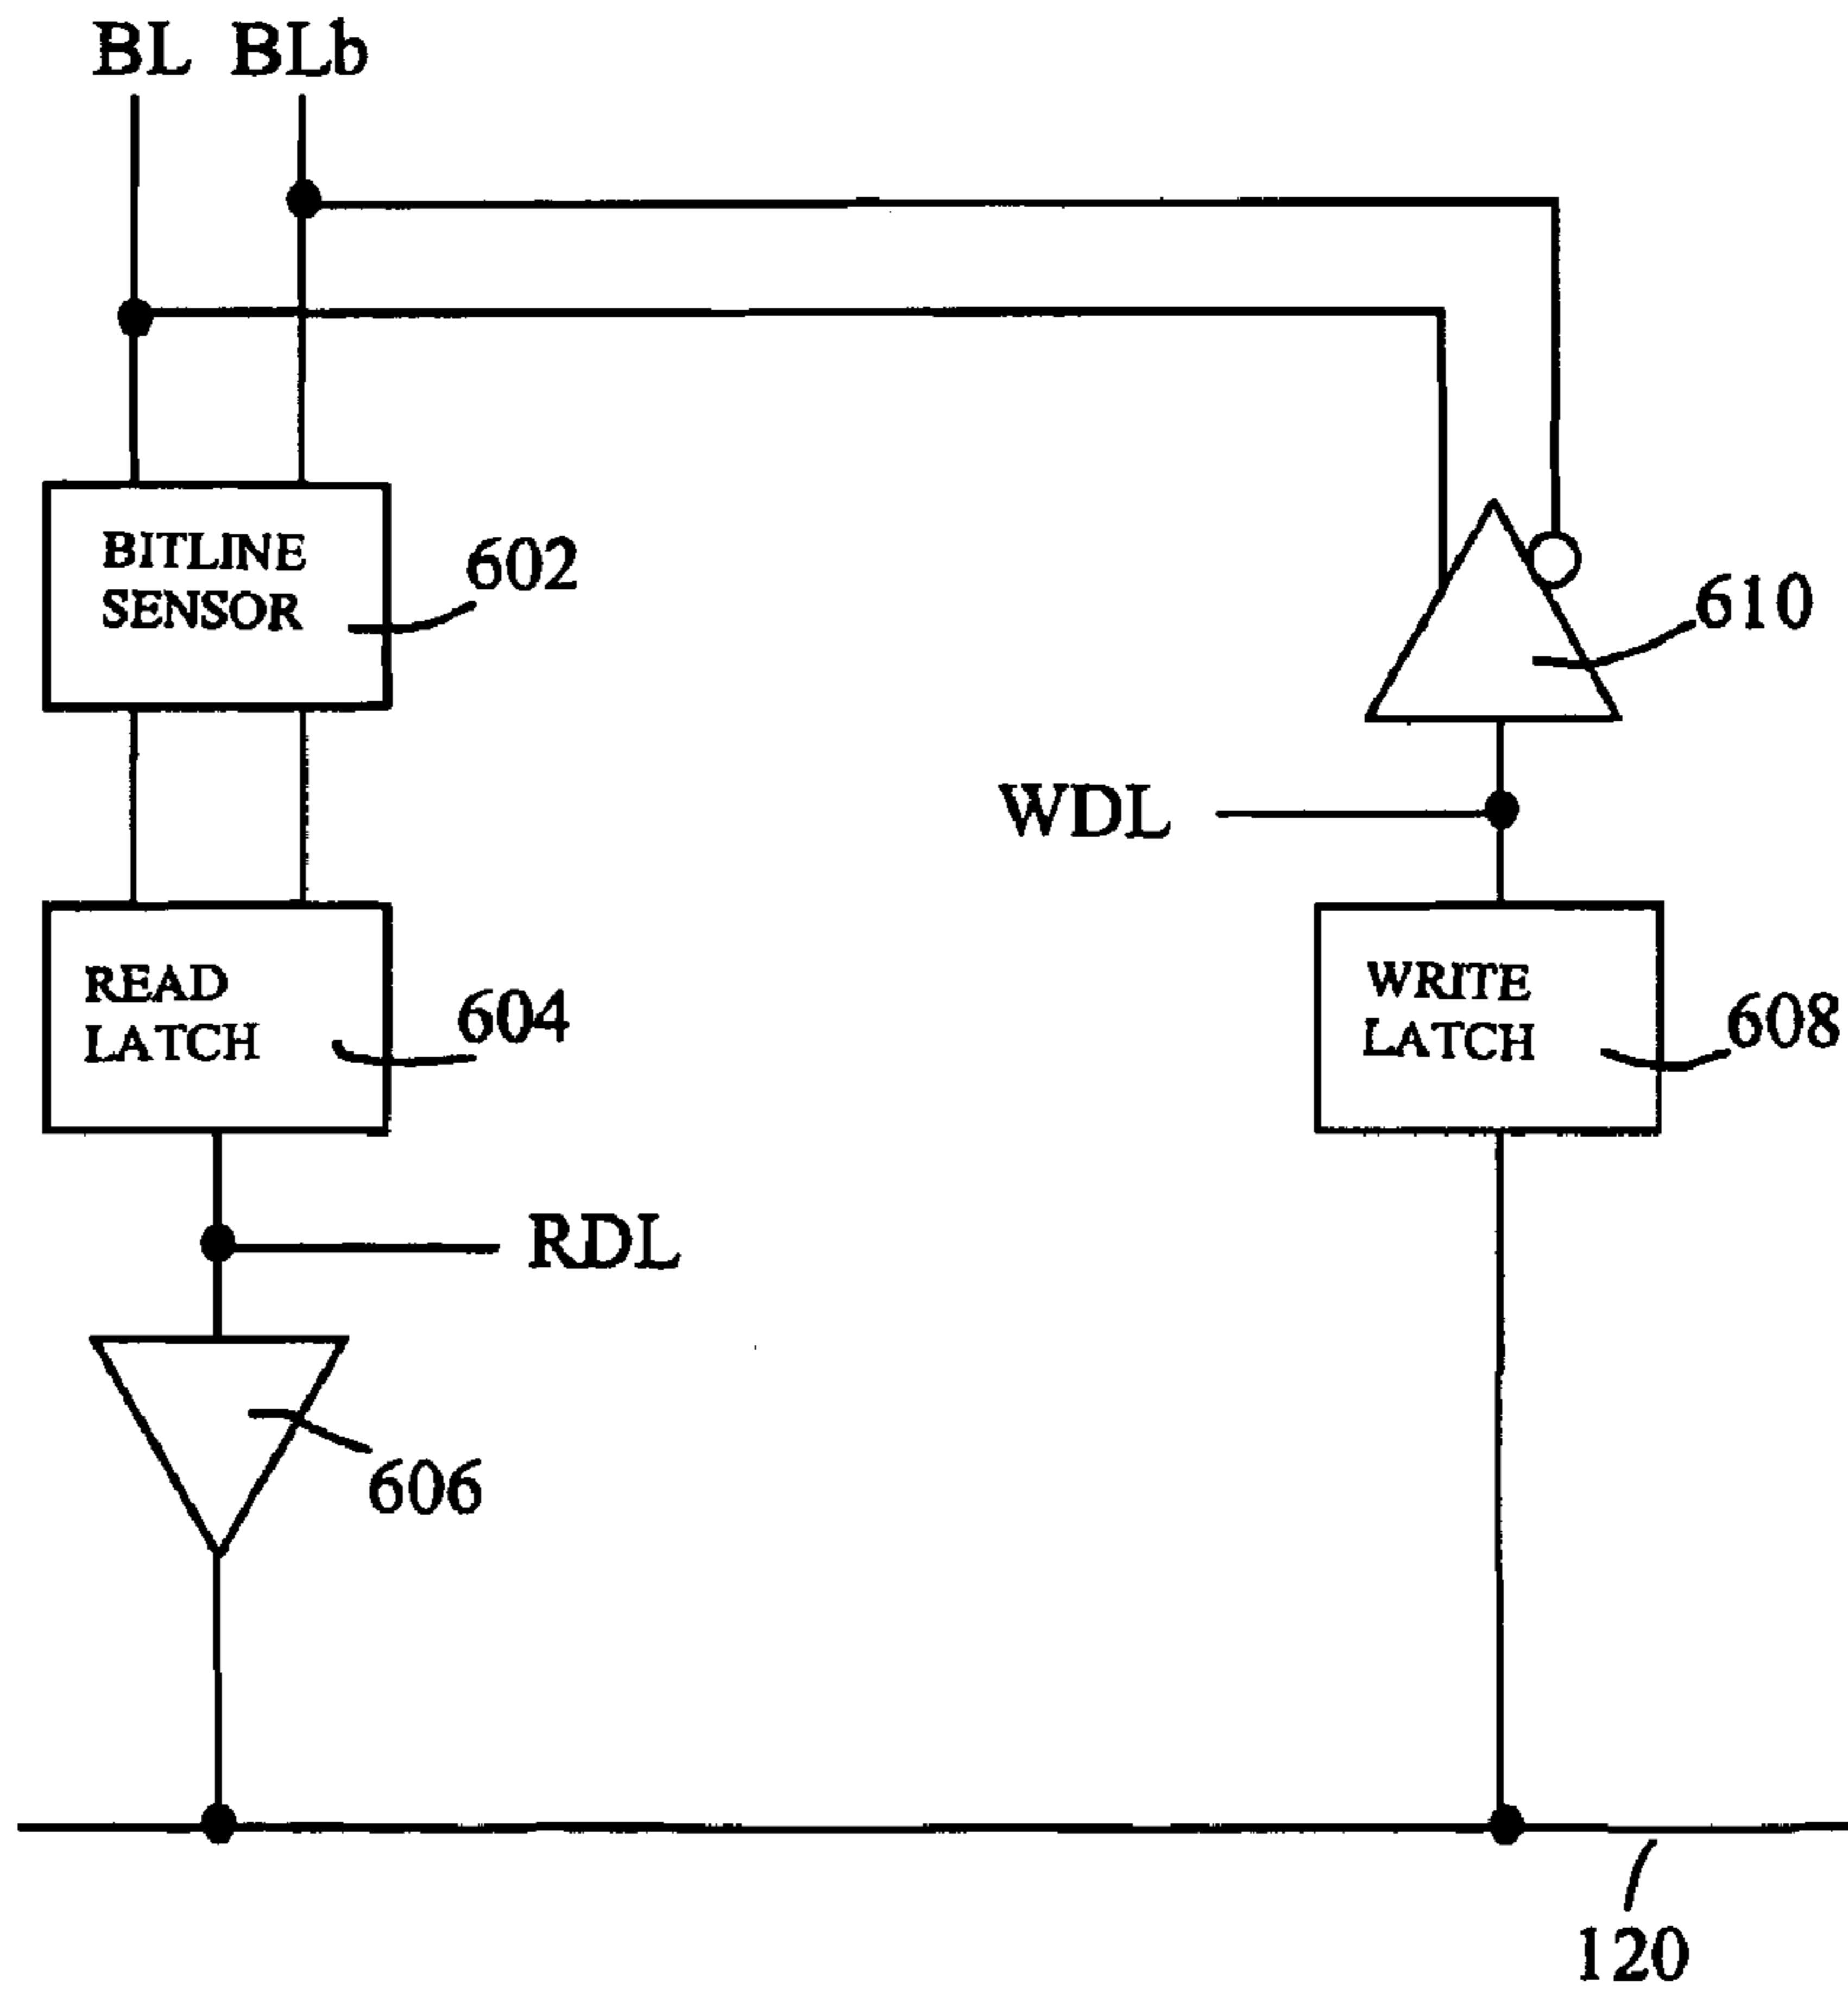 BL BLb
BITLINE
SENSOR
602
610
WDL
READ
LATCH
604
WRITE
LATCH
608
RDL
606
120